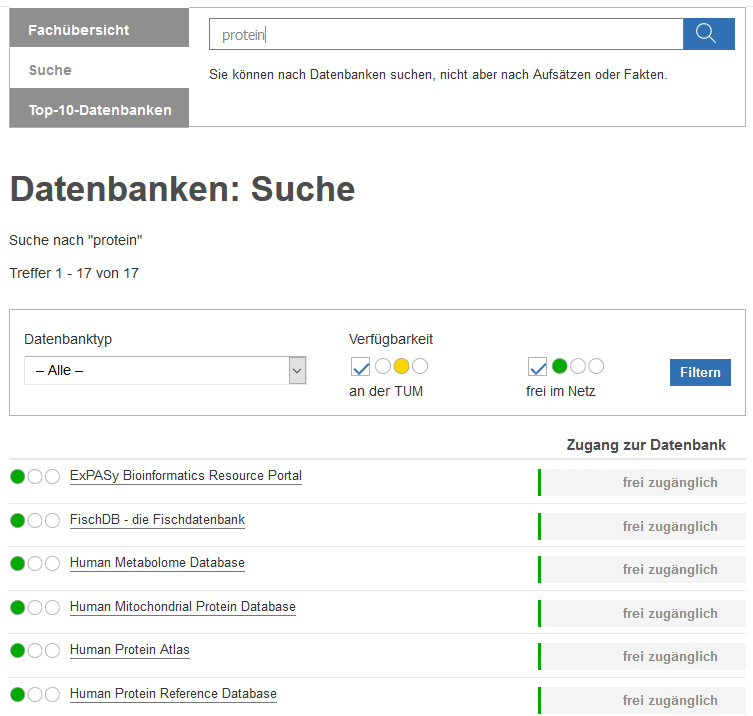 Fachübersicht
protein
Suche
Sie können nach Datenbanken suchen, nicht aber nach Aufsätzen oder Fakten.
Top-10-Datenbanken
Datenbanken: Suche
Suche nach "protein"
Treffer 1 - 17 von 17
Datenbanktyp
Verfügbarkeit
– Alle –
an der TUM
frei im Netz
Filtern
Zugang zur Datenbank
ExPASy Bioinformatics Resource Portal
frei zugänglich
FischDB - die Fischdatenbank
frei zugänglich
Human Metabolome Database
frei zugänglich
Human Mitochondrial Protein Database
frei zugänglich
Human Protein Atlas
frei zugänglich
Human Protein Reference Database
frei zugänglich